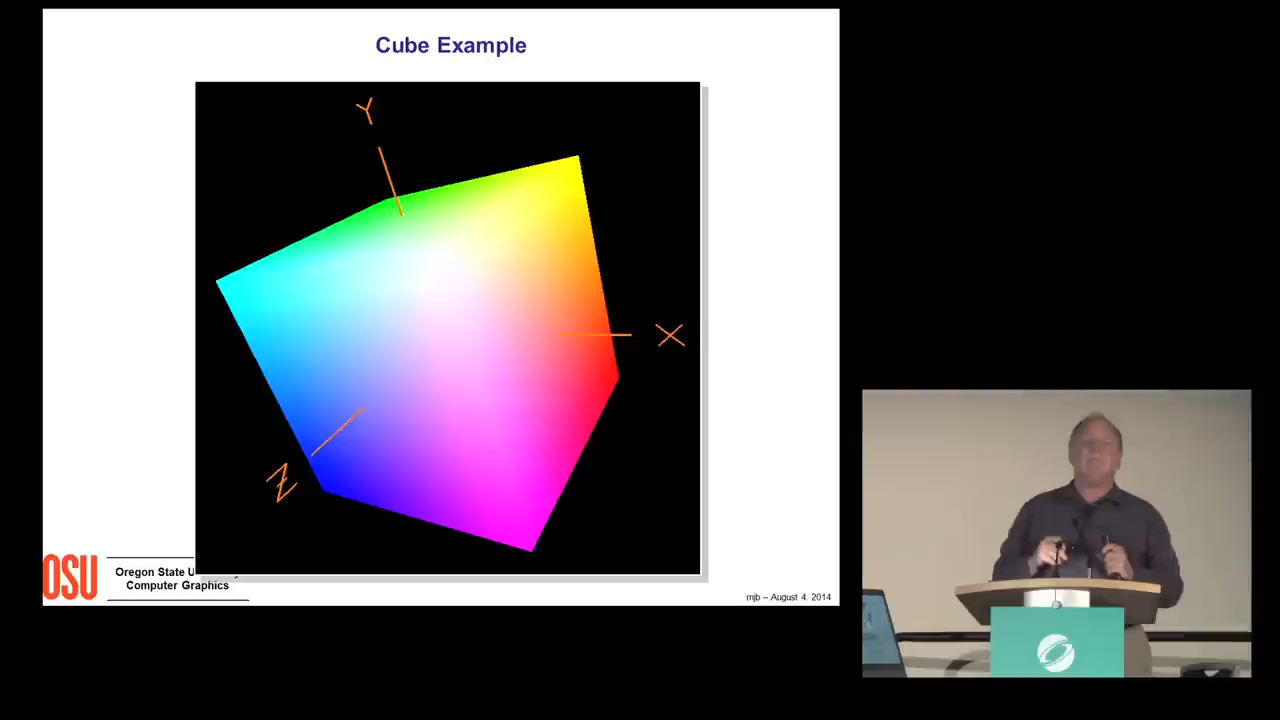 Cube Example
Y
X
Z
OSU
Oregon State U
Computer Graphics
mjb – August 4, 2014